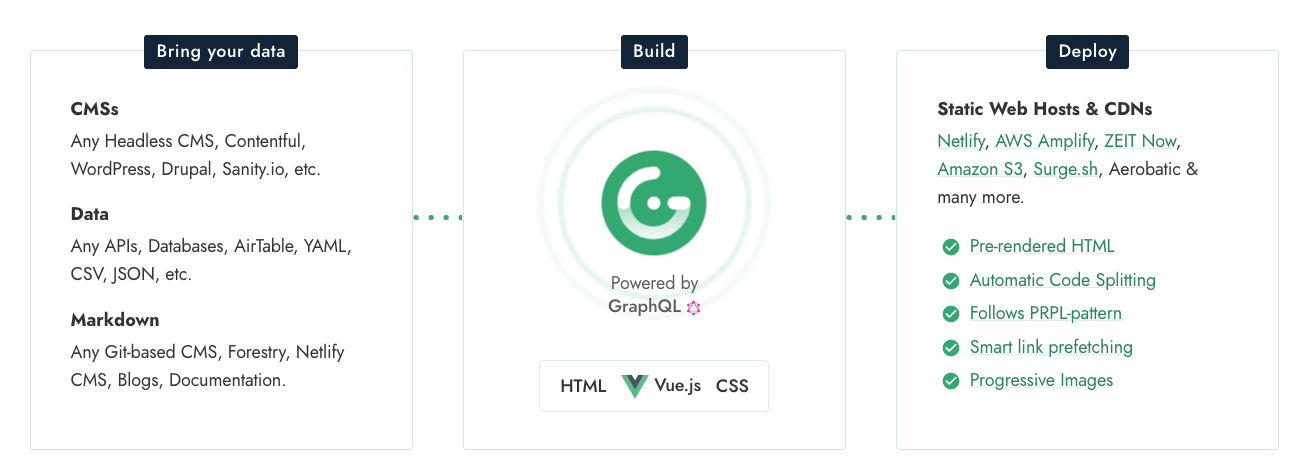 Bring your data
CMSs
Any Headless CMS, Contentful,
WordPress, Drupal, Sanity.io, etc.
Data
Any APIs, Databases, AirTable, YAML,
CSV, JSON, etc.
Markdown
Any Git-based CMS, Forestry, Netlify
CMS, Blogs, Documentation.
Build
Powered by
GraphQL
HTML Vue.js CSS
Deploy
Static Web Hosts & CDNs
Netlify, AWS Amplify, ZEIT Now,
Amazon S3, Surge.sh, Aerobatic &
many more.
Pre-rendered HTML
Automatic Code Splitting
Follows PRPL-pattern
Smart link prefetching
Progressive Images